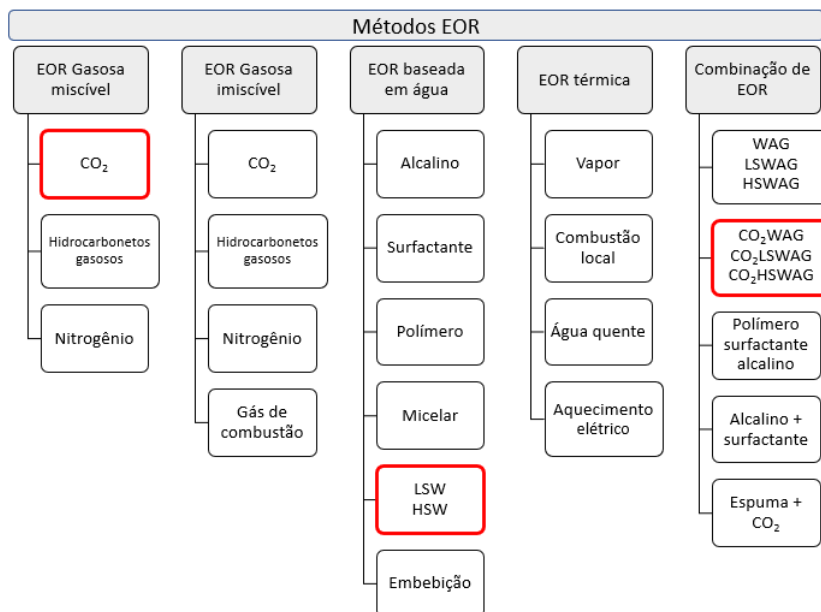 Métodos EOR
EOR Gasosa
miscível
CO₂
Hidrocarbonetos
gasosos
Nitrogênio
EOR Gasosa
imiscível
CO₂
Hidrocarbonetos
gasosos
Nitrogênio
Gás de
combustão
EOR baseada
em água
Alcalino
Surfactante
Polímero
Micelar
LSW
HSW
Embebição
EOR térmica
Vapor
Combustão
local
Água quente
Aquecimento
elétrico
Combinação de
EOR
WAG
LSWAG
HSWAG
CO₂WAG
CO₂LSWAG
CO₂HSWAG
Polímero
surfactante
alcalino
Alcalino +
surfactante
Espuma +
CO₂